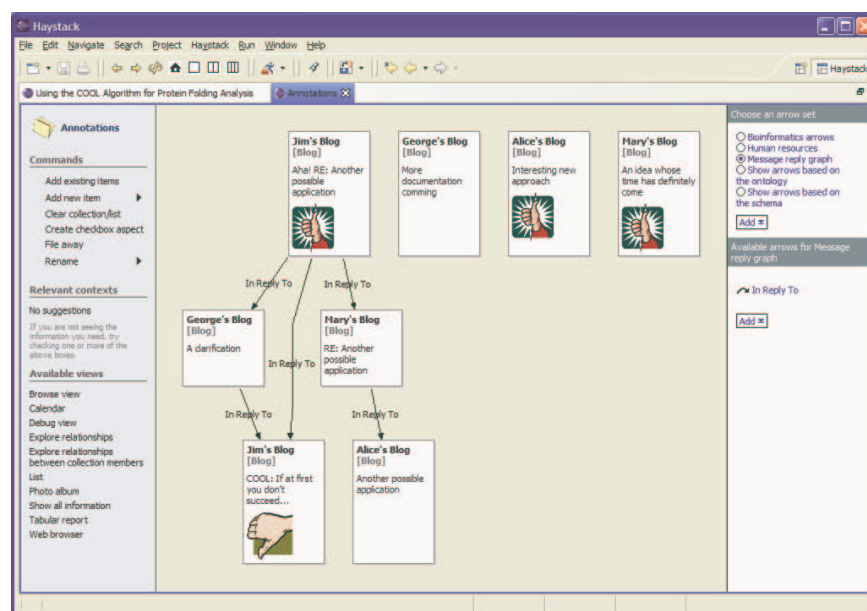 Haystack
File Edit Navigate Search Project Haystack Run Window Help
Haystack
Using the COOL Algorithm for Protein Folding Analysis
Annotations
Annotations
Commands
Add existing items
Add new item
Clear collection/list
Create checkbox aspect
File away
Rename
Relevant contexts
No suggestions
If you are not seeing the
information you need, try
checking one or more of the
above boxes.
Available views
Browse view
Calendar
Debug view
Explore relationships
Explore relationships
between collection members
List
Photo album
Show all information
Tabular report
Web browser
Jim's Blog
[Blog]
Aha! RE: Another
possible
application
George's Blog
[Blog]
More
documentation
comming
Alice's Blog
[Blog]
Interesting new
approach
Mary's Blog
[Blog]
An idea whose
time has definitely
come
In Reply To
In Reply To
George's Blog
[Blog]
A clarification
Mary's Blog
[Blog]
RE: Another
possible
application
In Reply To
In Reply To
In Reply To
Jim's Blog
[Blog]
COOL: If at first
you don't
succeed...
Alice's Blog
[Blog]
Another possible
application
Choose an arrow set
Bioinformatics arrows
Human resources
Message reply graph
Show arrows based on
the ontology
Show arrows based on
the schema
Add
Available arrows for Message
reply graph
In Reply To
Add